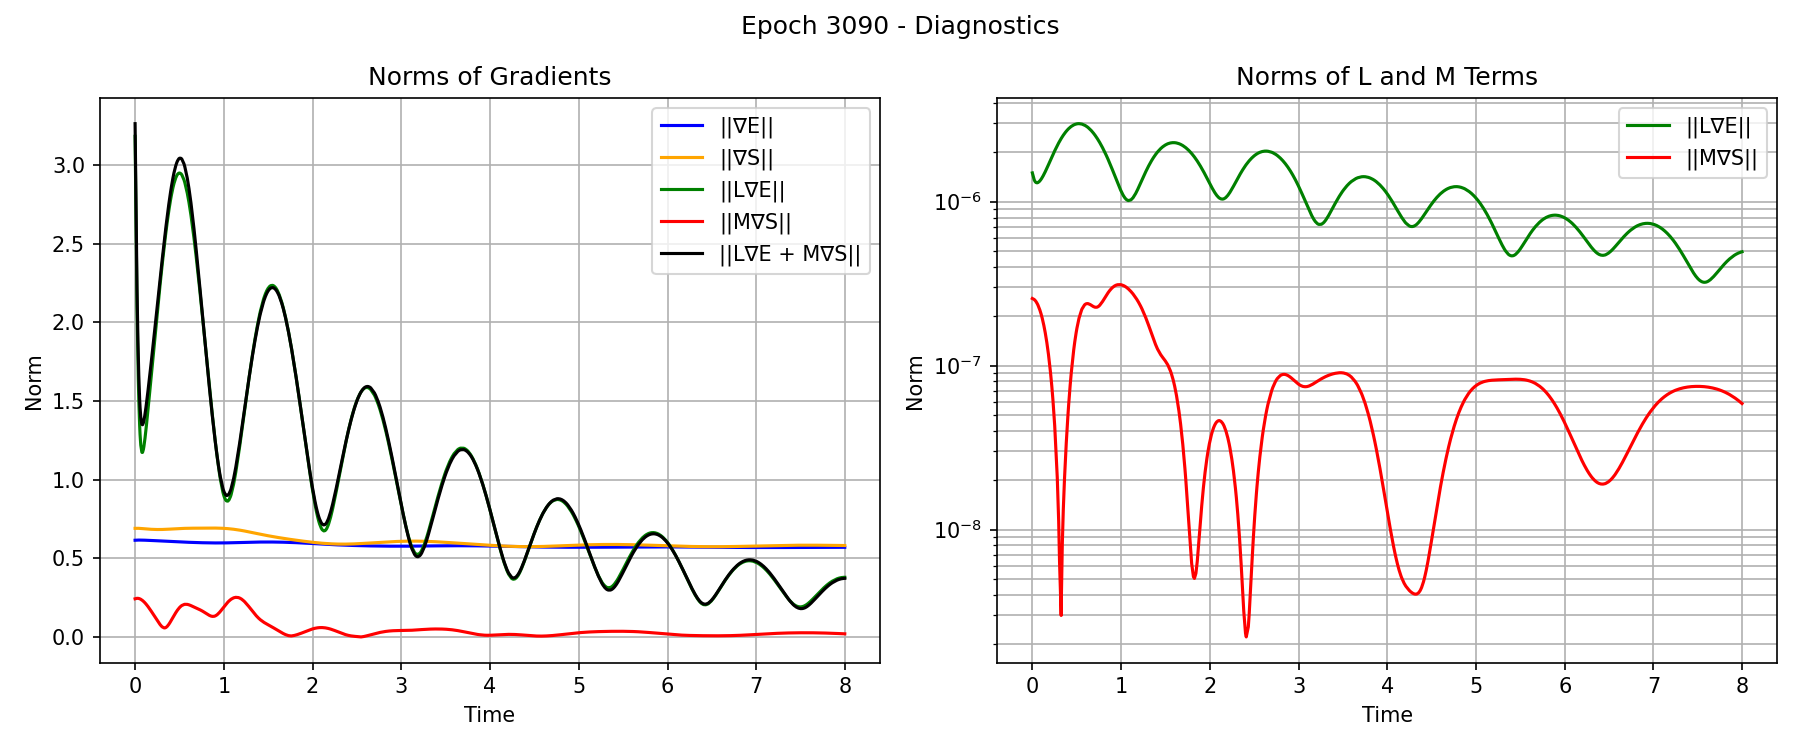 Epoch 3090 - Diagnostics
Norms of Gradients
Norm
3.0
2.5
2.0
1.5
1.0
0.5
0.0
||∇E||
||∇S||
||L∇E||
||M∇S||
||L∇E + M∇S||
0 1 2 3 4 5 6 7 8
Time
Norms of L and M Terms
Norm
10⁻⁶
10⁻⁷
10⁻⁸
||L∇E||
||M∇S||
0 1 2 3 4 5 6 7 8
Time